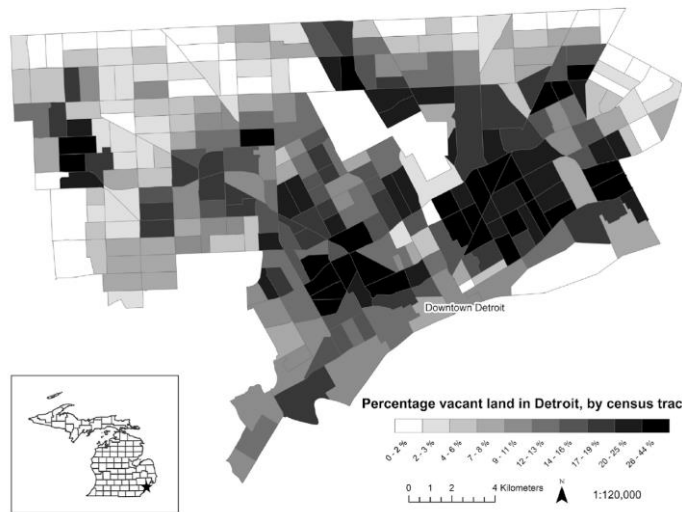 Downtown Detroit
Percentage vacant land in Detroit, by census trac
0 - 2 %
2 - 3 %
4 - 6 %
7 - 8 %
9 - 11 %
12 - 13 %
14 - 16 %
17 - 19 %
20 - 25 %
26 - 44 %
0 1 2 4 Kilometers
N
1:120,000